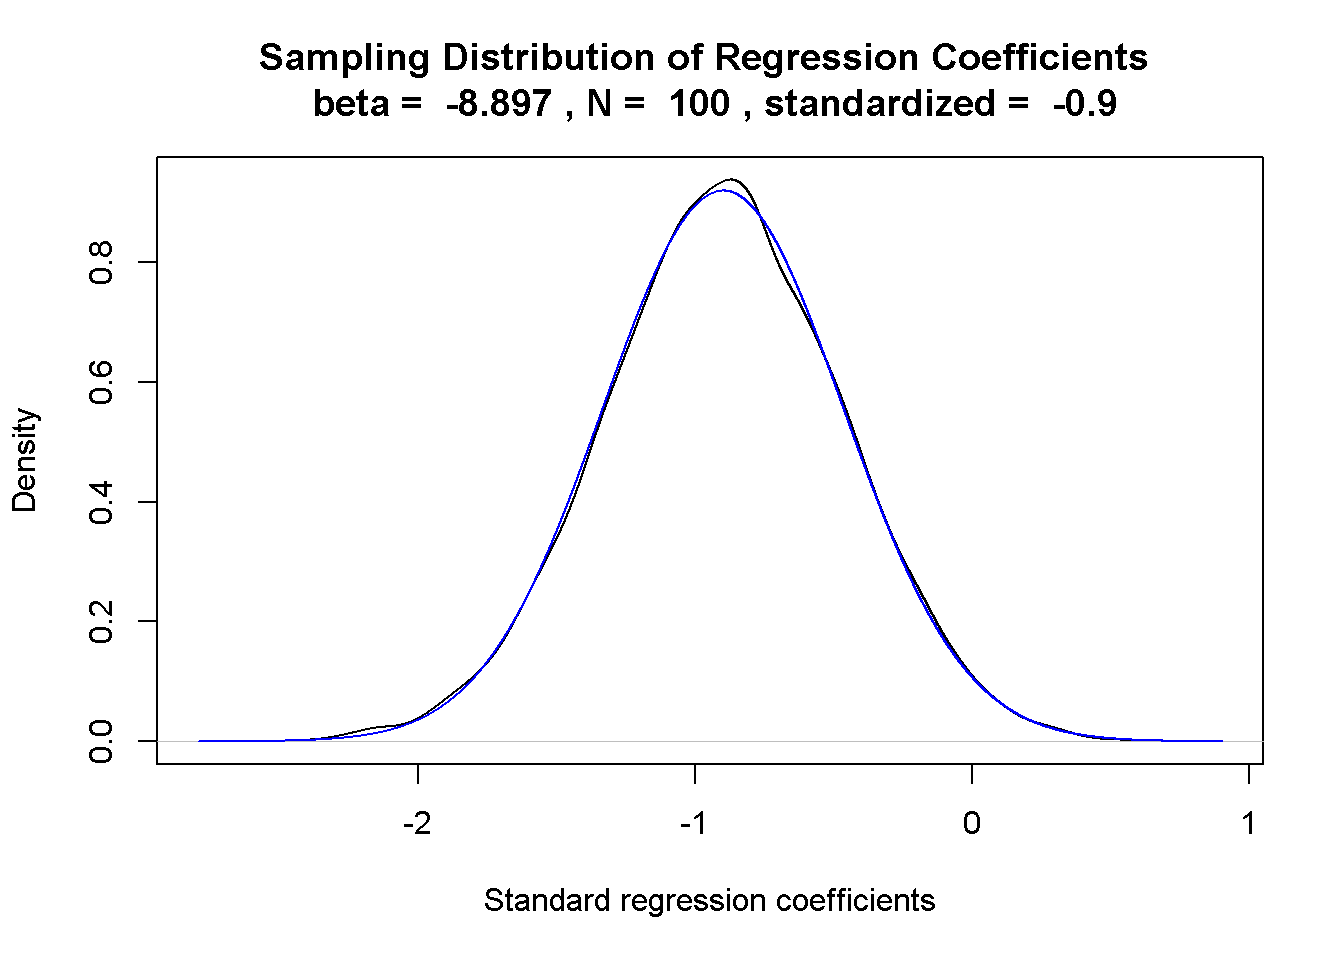 Sampling Distribution of Regression Coefficients
beta =  -8.897 , N =  100 , standardized =  -0.9
Density
0.8
0.6
0.4
0.2
0.0
-2 -1 0 1
Standard regression coefficients